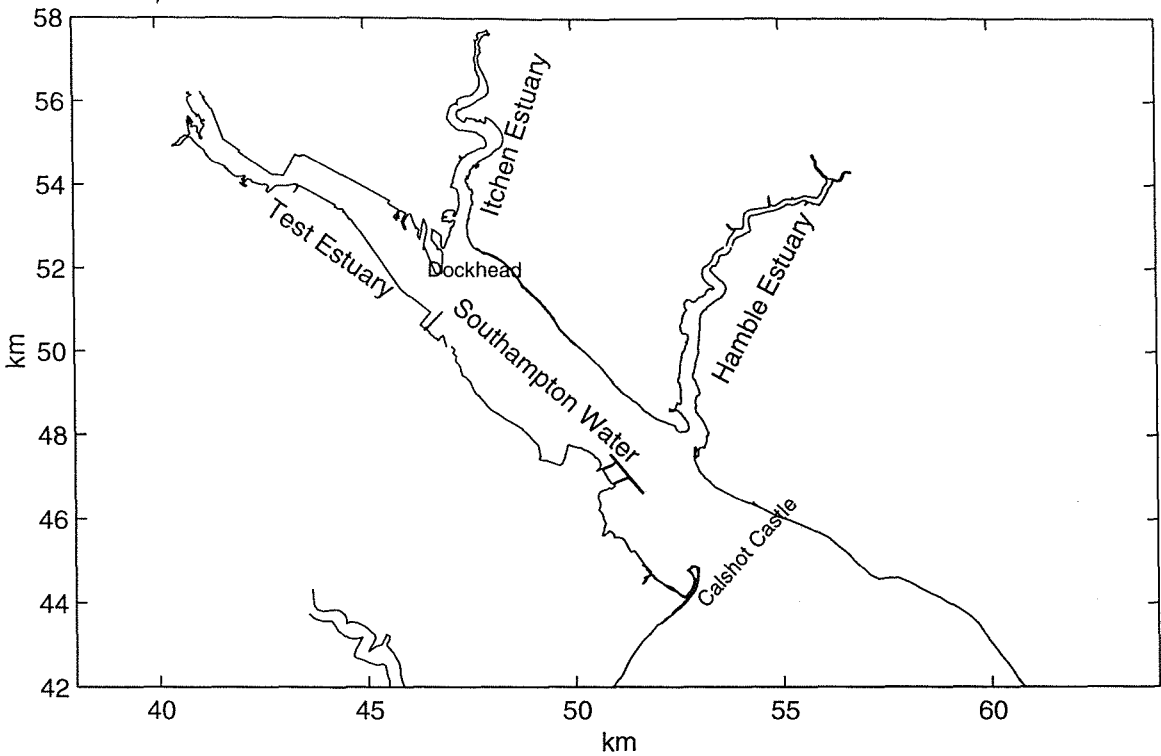 58
56
54
52
50
48
46
44
42
km
Itchen Estuary
Test Estuary
Dockhead
Hamble Estuary
Southampton Water
Calshot Castle
40
45
50
55
60
km